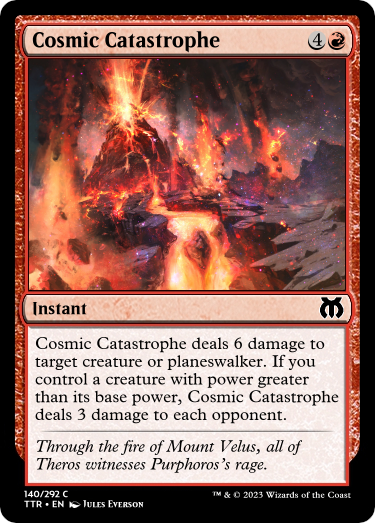 Cosmic Catastrophe 4
Instant
Cosmic Catastrophe deals 6 damage to
target creature or planeswalker. If you
control a creature with power greater
than its base power, Cosmic Catastrophe
deals 3 damage to each opponent.
Through the fire of Mount Velus, all of
Theros witnesses Purphoros's rage.
140/292 C
TTR • EN Jules Everson
™ & © 2023 Wizards of the Coast